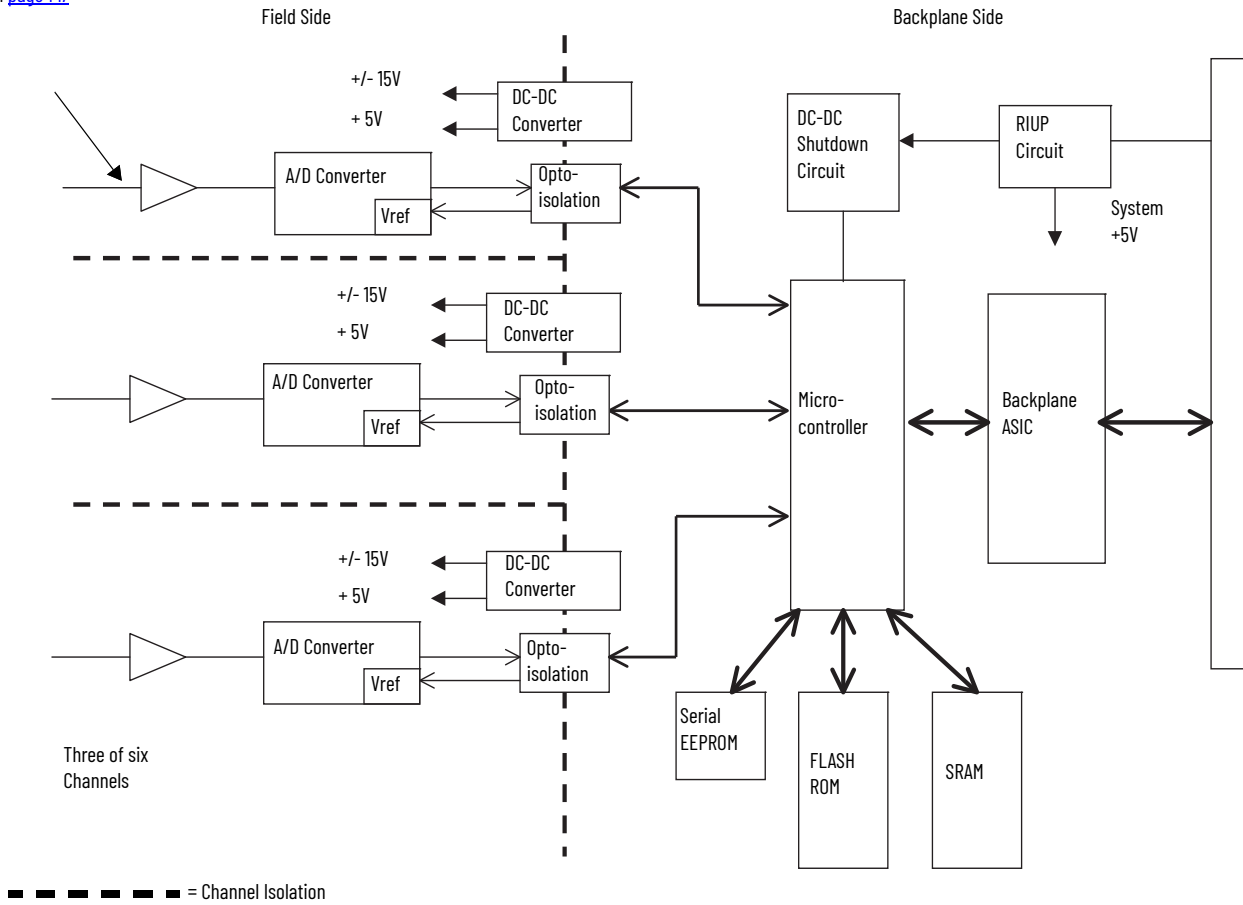 Field Side
Backplane Side
+/- 15V
+ 5V
DC-DC
Converter
A/D Converter
Vref
Opto-
isolation
DC-DC
Shutdown
Circuit
RIUP
Circuit
System
+5V
+/- 15V
+ 5V
DC-DC
Converter
A/D Converter
Vref
Opto-
isolation
Micro-
controller
Backplane
ASIC
+/- 15V
+ 5V
DC-DC
Converter
A/D Converter
Vref
Opto-
isolation
Serial
EEPROM
FLASH
ROM
SRAM
Three of six
Channels
= Channel Isolation